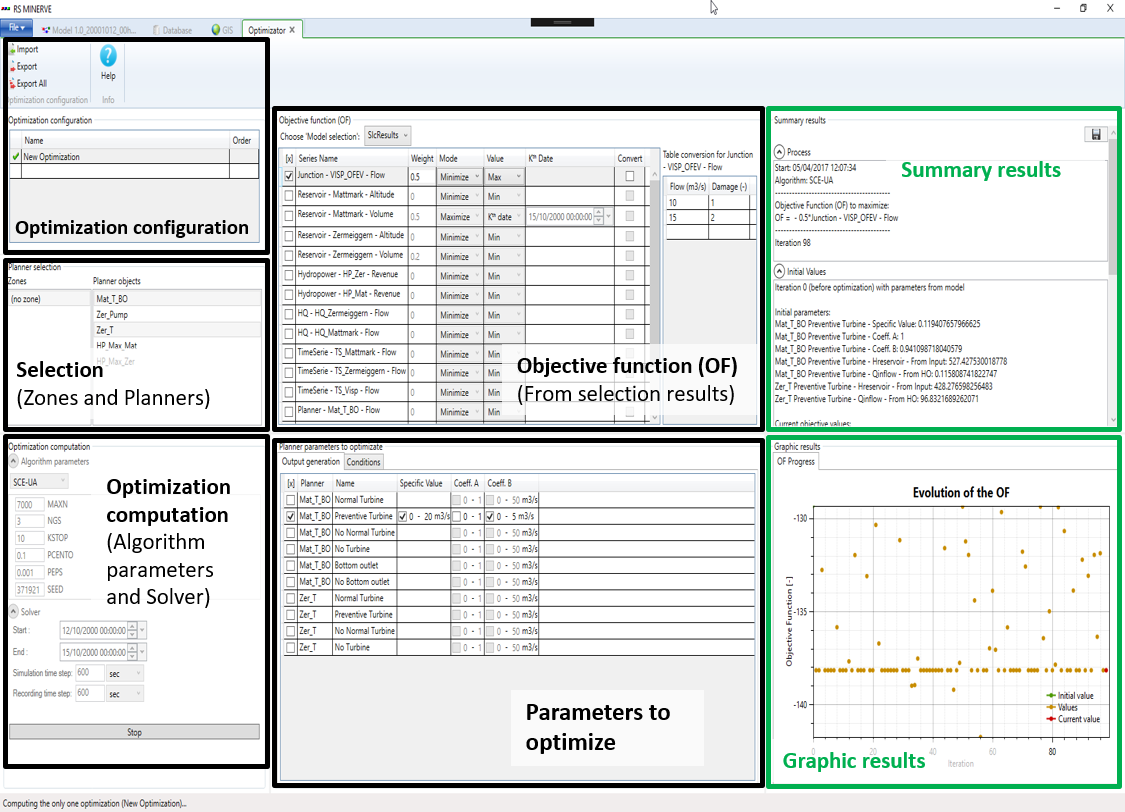 RS MINERVE
File
Model 1.0_20001012_00h...
Database
GIS
Optimizator
Import
Export
Export All
Help
Optimization configuration
Info
Optimization configuration
Name
Order
New Optimization
Optimization configuration
Planner selection
Zones
Planner objects
(no zone)
Mat_T_BO
Zer_Pump
Zer_T
HP_Max_Mat
HP_Max_Zer
Selection
(Zones and Planners)
Optimization computation
Algorithm parameters
SCE-UA
7000 MAXN
3 NGS
10 KSTOP
0.1 PCENTO
0.001 PEPS
371921 SEED
Optimization
computation
(Algorithm
parameters
and Solver)
Solver
Start : 12/10/2000 00:00:00
End : 15/10/2000 00:00:00
Simulation time step: 600 sec
Recording time step: 600 sec
Stop
Computing the only one optimization (New Optimization)...
Objective function (OF)
Choose 'Model selection': SlcResults
[x] Series Name Weight Mode Value Kth Date Convert
Junction - VISP_OFEV - Flow 0.5 Minimize Max
Reservoir - Mattmark - Altitude 0 Minimize Min
Reservoir - Mattmark - Volume 0.5 Maximize Kth date 15/10/2000 00:00:00
Reservoir - Zermeiggern - Altitude 0 Minimize Min
Reservoir - Zermeiggern - Volume 0.2 Minimize Min
Hydropower - HP_Zer - Revenue 0 Minimize Min
Hydropower - HP_Mat - Revenue 0 Minimize Min
HQ - HQ_Zermeiggern - Flow 0 Minimize Min
HQ - HQ_Mattmark - Flow 0 Minimize Min
TimeSerie - TS_Mattmark - Flow 0 Minimize Min
TimeSerie - TS_Zermeiggern - Flow 0 Minimize Min
TimeSerie - TS_Visp - Flow 0 Minimize Min
Planner - Mat_T_BO - Flow 0 Minimize Min
Table conversion for Junction
- VISP_OFEV - Flow
Flow (m3/s) Damage (-)
10 1
15 2
Objective function (OF)
(From selection results)
Planner parameters to optimizate
Output generation Conditions
[x] Planner Name Specific Value Coeff. A Coeff. B
Mat_T_BO Normal Turbine 0 - 1 0 - 50 m3/s
Mat_T_BO Preventive Turbine 0 - 20 m3/s 0 - 1 0 - 5 m3/s
Mat_T_BO No Normal Turbine 0 - 1 0 - 50 m3/s
Mat_T_BO No Turbine 0 - 1 0 - 50 m3/s
Mat_T_BO Bottom outlet 0 - 1 0 - 50 m3/s
Mat_T_BO No Bottom outlet 0 - 1 0 - 50 m3/s
Zer_T Normal Turbine 0 - 1 0 - 50 m3/s
Zer_T Preventive Turbine 0 - 1 0 - 50 m3/s
Zer_T No Normal Turbine 0 - 1 0 - 50 m3/s
Zer_T No Turbine 0 - 1 0 - 50 m3/s
Parameters to
optimize
Summary results
Process
Start: 05/04/2017 12:07:34
Algorithm: SCE-UA
Objective Function (OF) to maximize:
OF = - 0.5*Junction - VISP_OFEV - Flow
Iteration 98
Summary results
Initial Values
Iteration 0 (before optimization) with parameters from model
Initial parameters:
Mat_T_BO Preventive Turbine - Specific Value: 0.119407657966625
Mat_T_BO Preventive Turbine - Coeff. A: 1
Mat_T_BO Preventive Turbine - Coeff. B: 0.941098718040579
Mat_T_BO Preventive Turbine - Hreservoir - From Input: 527.427530018778
Mat_T_BO Preventive Turbine - Qinflow - From HO: 0.115808741822747
Zer_T Preventive Turbine - Hreservoir - From Input: 428.276598256483
Zer_T Preventive Turbine - Qinflow - From HO: 96.8321689262071
Current objective values:
Graphic results
OF Progress
Evolution of the OF
Objective Function [-]
-130
-135
-140
0 20 40 60 80
Iteration
Initial value
Values
Current value
Graphic results